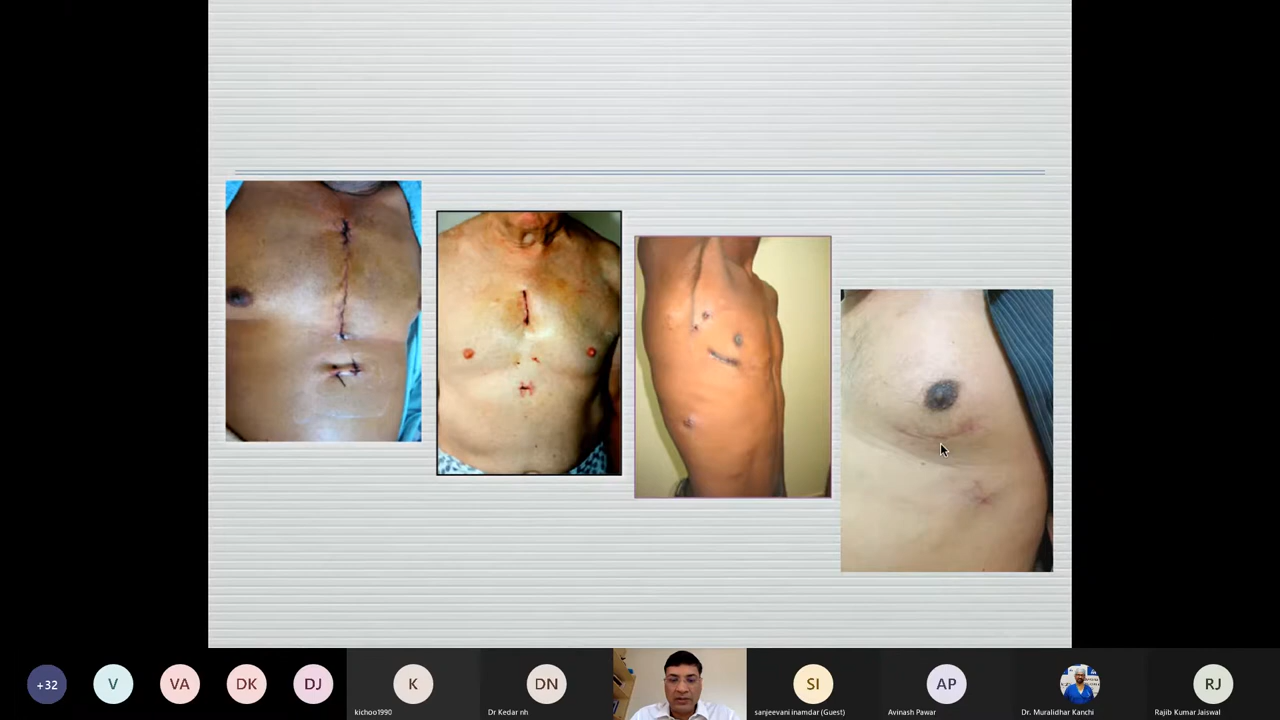 +32
V
VA
DK
DJ
K
kichoo1990
DN
Dr Kedar nh
SI
sanjeevani inamdar (Guest)
AP
Avinash Pawar
Dr. Muralidhar Kanchi
RJ
Rajib Kumar Jaiswal